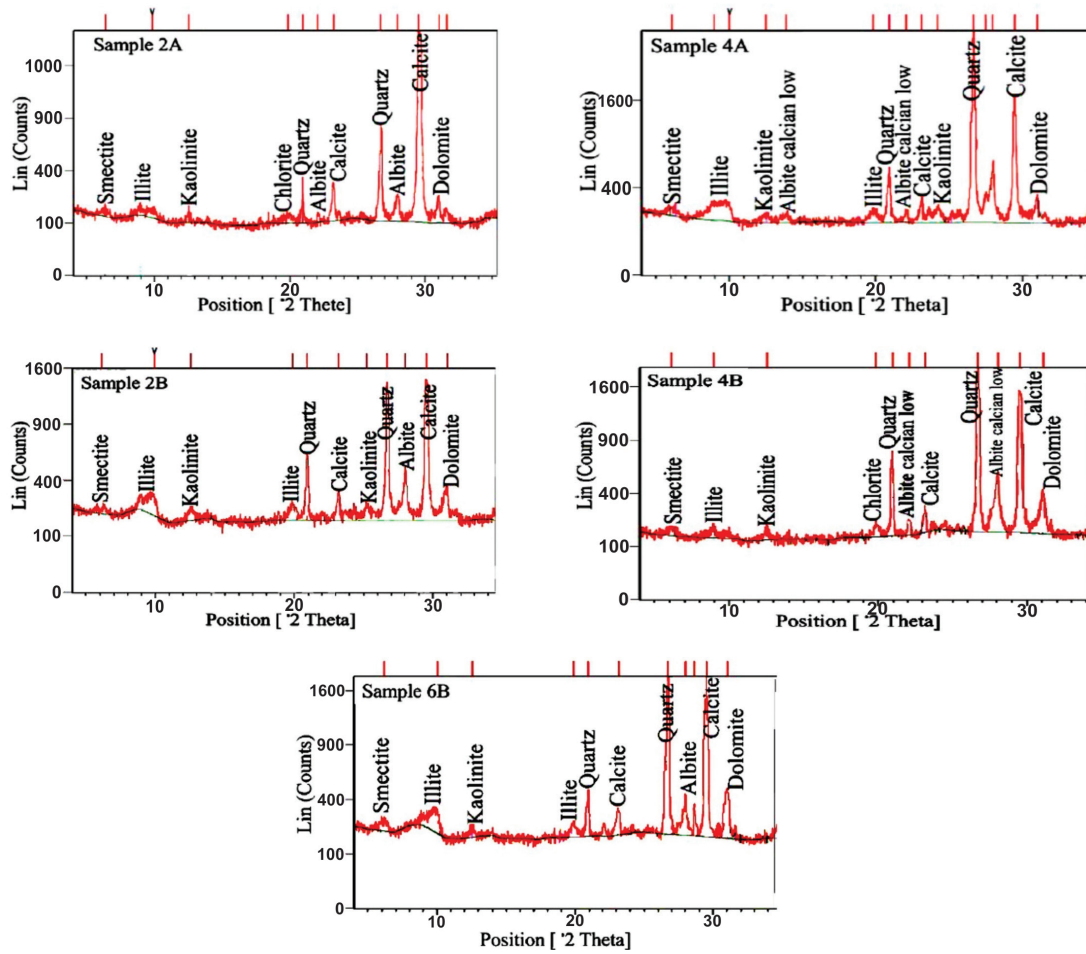 Sample 2A
Lin (Counts)
1000
900
400
100
0
Smectite
Illite
Kaolinite
Chlorite
Quartz
Albite
Calcite
Quartz
Albite
Calcite
Dolomite
10
20
30
Position [ °2 Thete]
Sample 4A
Lin (Counts)
1600
400
0
Smectite
Illite
Kaolinite
Albite calcian low
Illite
Quartz
Albite calcian low
Calcite
Kaolinite
Quartz
Calcite
Dolomite
10
20
30
Position [ °2 Theta]
Sample 2B
Lin (Counts)
1600
900
400
100
0
Smectite
Illite
Kaolinite
Illite
Quartz
Calcite
Kaolinite
Quartz
Albite
Calcite
Dolomite
10
20
30
Position [ °2 Theta]
Sample 4B
Lin (Counts)
1600
900
400
100
0
Smectite
Illite
Kaolinite
Chlorite
Quartz
Albite calcian low
Calcite
Quartz
Albite calcian low
Calcite
Dolomite
10
20
30
Position [ °2 Theta]
Sample 6B
Lin (Counts)
1600
900
400
100
0
Smectite
Illite
Kaolinite
Illite
Quartz
Calcite
Quartz
Albite
Calcite
Dolomite
10
20
30
Position [ °2 Theta]